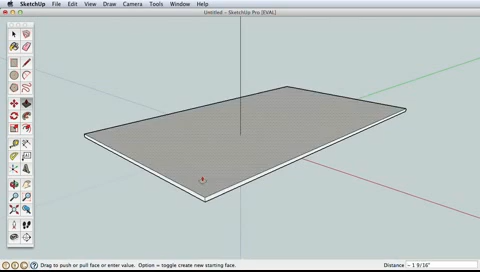 SketchUp File Edit View Draw Camera Tools Window Help
Untitled - SketchUp Pro [EVAL]
Drag to push or pull face or enter value. Option = toggle create new starting face. Distance ~ 1 9/16"